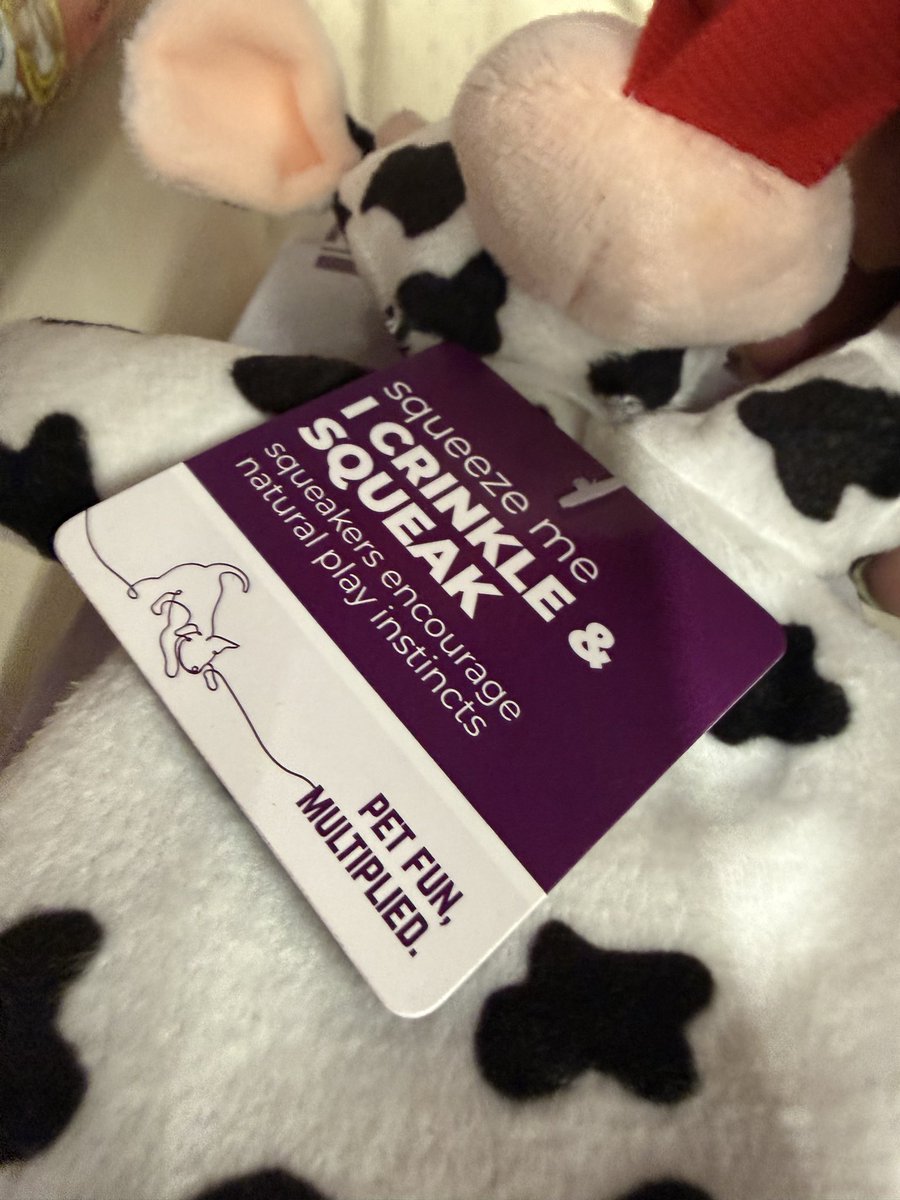 squeeze me
I CRINKLE &
SQUEAK
squeakers encourage
natural play instincts
PET FUN,
MULTIPLIED.